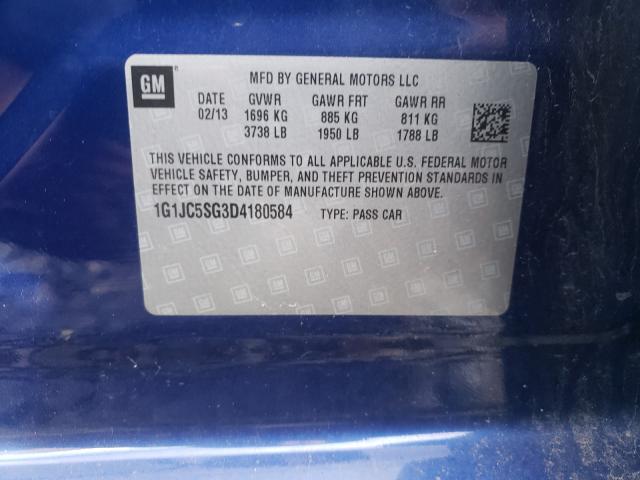 GM
MFD BY GENERAL MOTORS LLC
DATE GVWR GAWR FRT GAWR RR
02/13 1696 KG 885 KG 811 KG
3738 LB 1950 LB 1788 LB
THIS VEHICLE CONFORMS TO ALL APPLICABLE U.S. FEDERAL MOTOR
VEHICLE SAFETY, BUMPER, AND THEFT PREVENTION STANDARDS IN
EFFECT ON THE DATE OF MANUFACTURE SHOWN ABOVE.
1G1JC5SG3D4180584 TYPE: PASS CAR